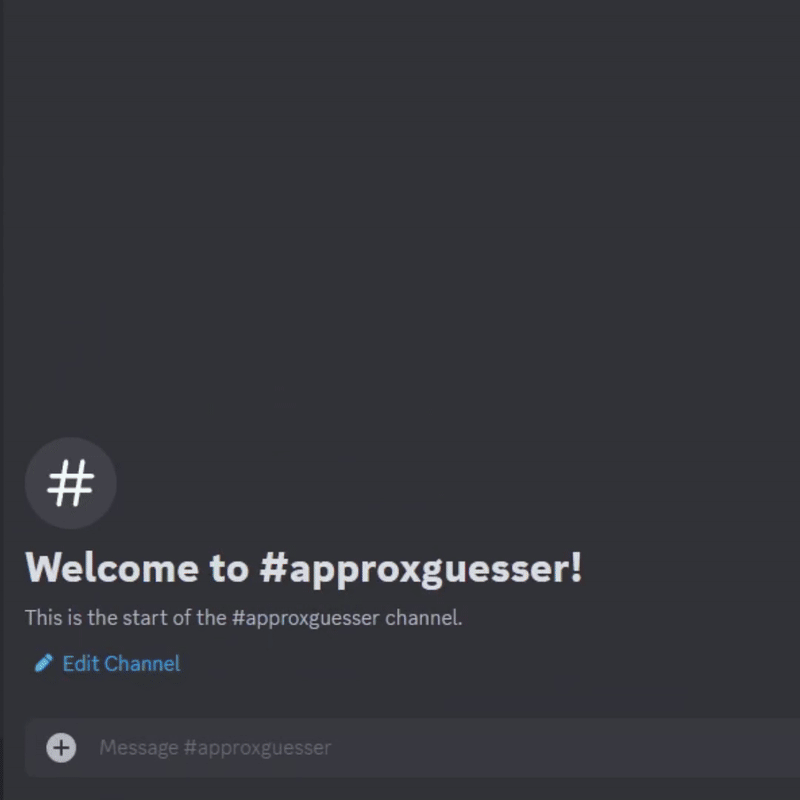 Welcome to #approxguesser!
This is the start of the #approxguesser channel.
Edit Channel
Message #approxguesser